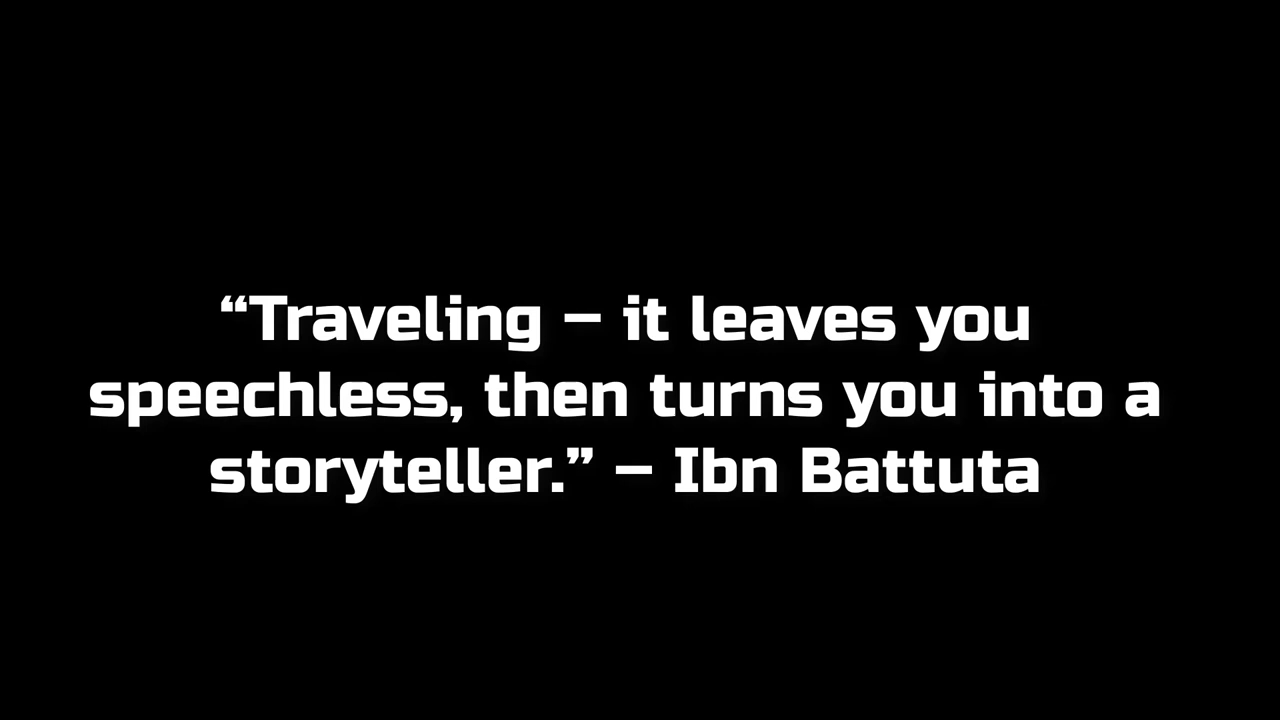 “Traveling – it leaves you
speechless, then turns you into a
storyteller.” – Ibn Battuta